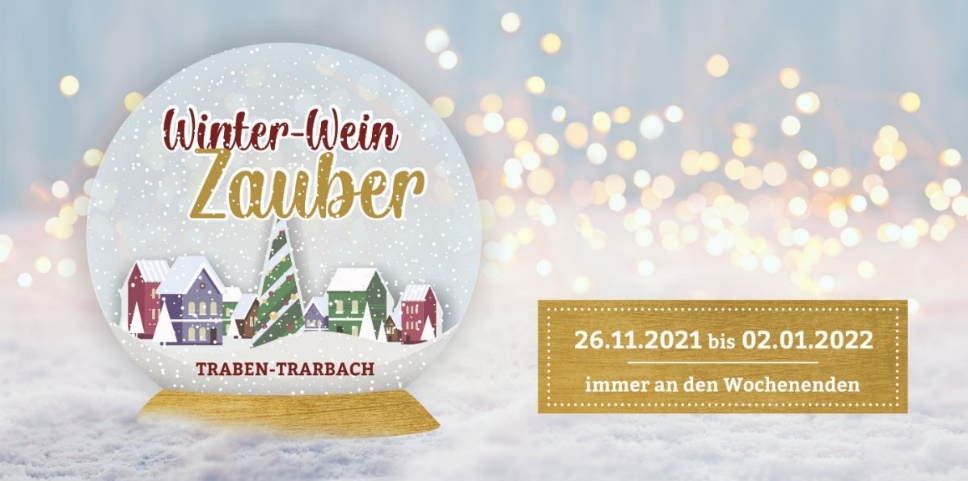 Winter-Wein
Zauber
TRABEN-TRARBACH
26.11.2021 bis 02.01.2022
immer an den Wochenenden